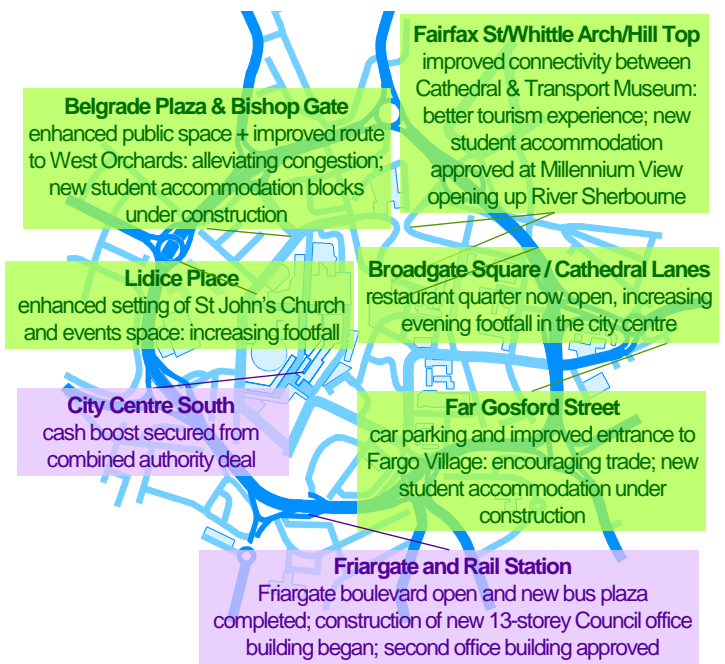 Fairfax St/Whittle Arch/Hill Top
improved connectivity between
Cathedral & Transport Museum:
better tourism experience; new
student accommodation
approved at Millennium View
opening up River Sherbourne
Belgrade Plaza & Bishop Gate
enhanced public space + improved route
to West Orchards: alleviating congestion;
new student accommodation blocks
under construction
Lidice Place
enhanced setting of St John's Church
and events space: increasing footfall
Broadgate Square / Cathedral Lanes
restaurant quarter now open, increasing
evening footfall in the city centre
City Centre South
cash boost secured from
combined authority deal
Far Gosford Street
car parking and improved entrance to
Fargo Village: encouraging trade; new
student accommodation under
construction
Friargate and Rail Station
Friargate boulevard open and new bus plaza
completed; construction of new 13-storey Council office
building began; second office building approved